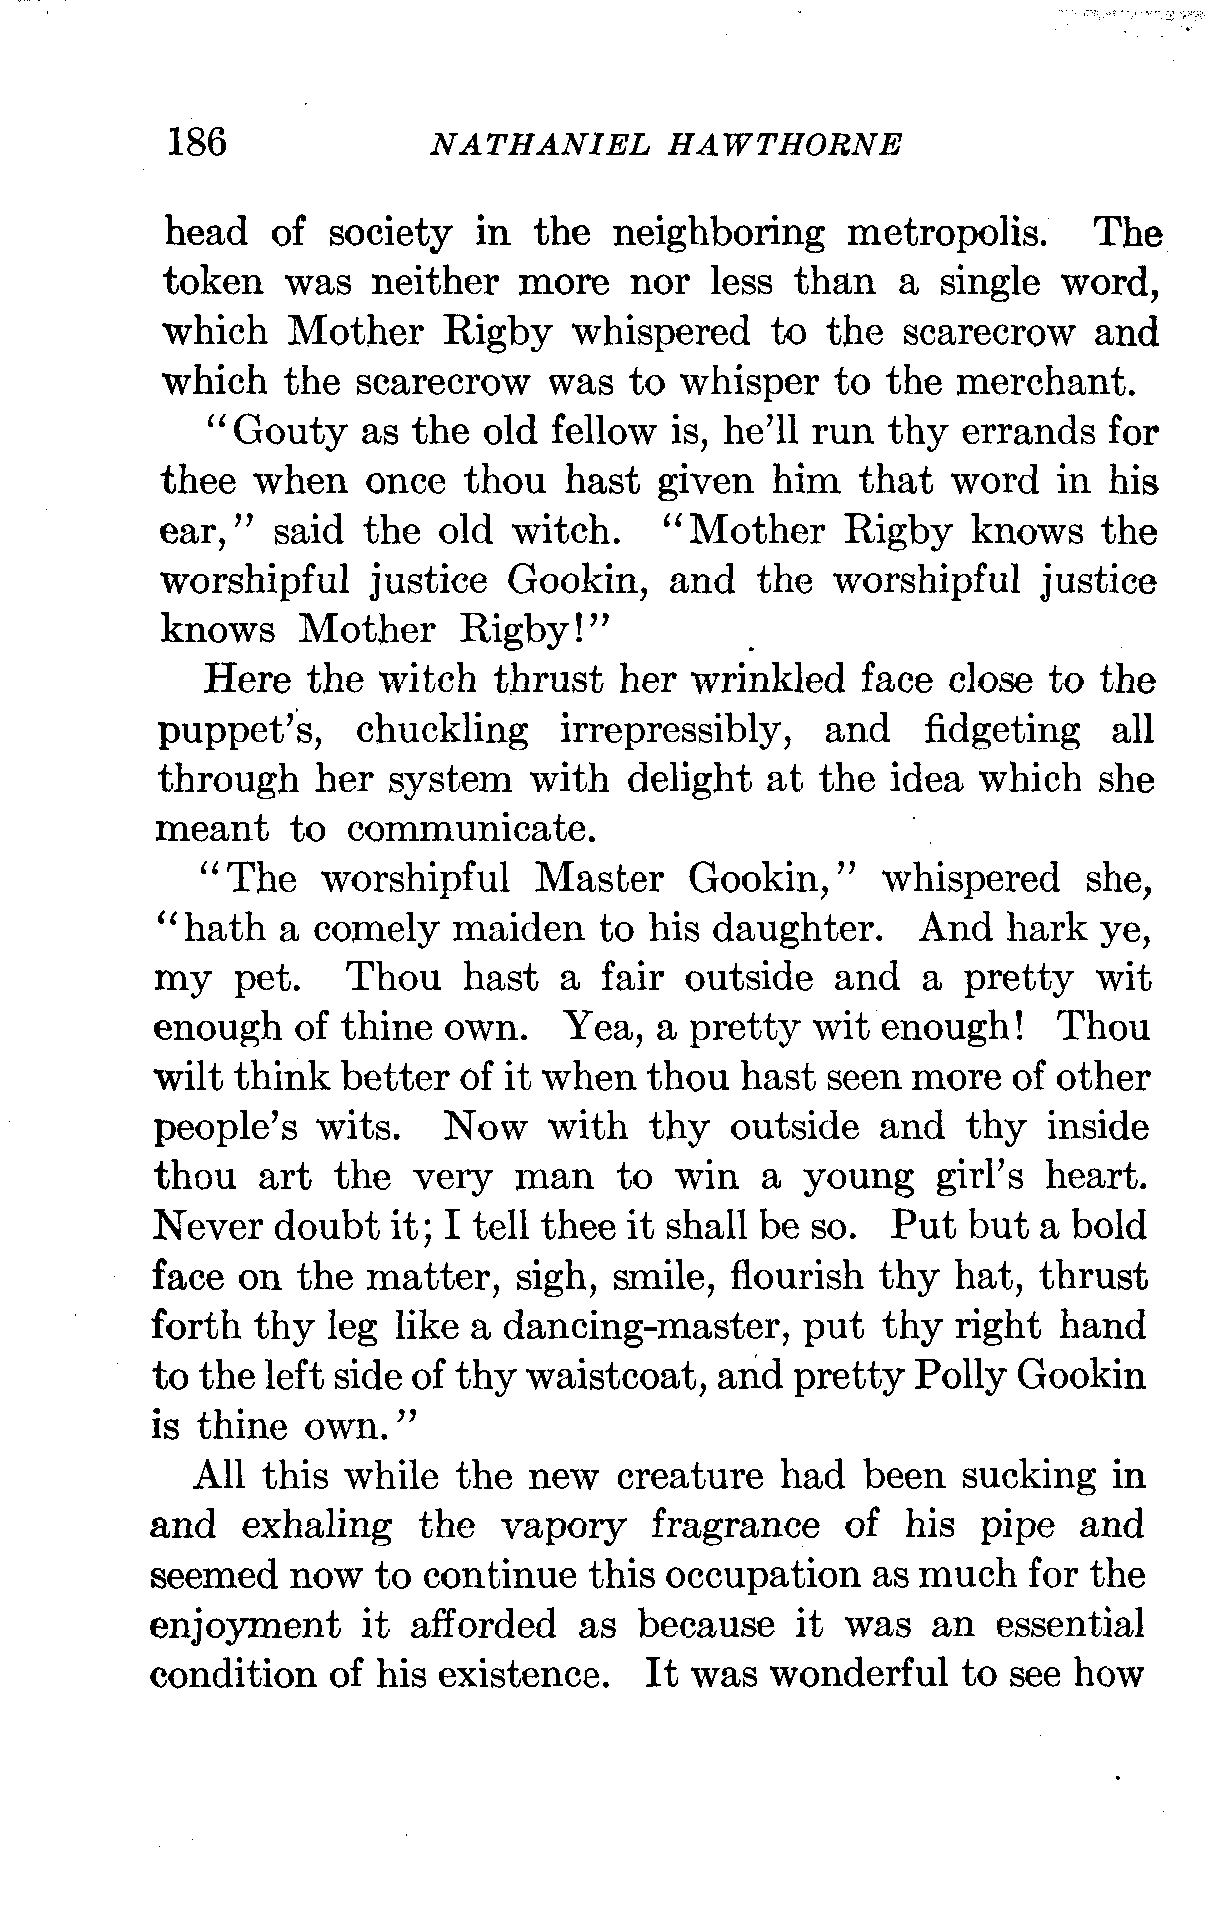 186 NATHANIEL HAWTHORNE
head of society in the neighboring metropolis. The
token was neither more nor less than a single word,
which Mother Rigby whispered to the scarecrow and
which the scarecrow was to whisper to the merchant.
"Gouty as the old fellow is, he'll run thy errands for
thee when once thou hast given him that word in his
ear," said the old witch. "Mother Rigby knows the
worshipful justice Gookin, and the worshipful justice
knows Mother Rigby!"
Here the witch thrust her wrinkled face close to the
puppet's, chuckling irrepressibly, and fidgeting all
through her system with delight at the idea which she
meant to communicate.
"The worshipful Master Gookin," whispered she,
"hath a comely maiden to his daughter. And hark ye,
my pet. Thou hast a fair outside and a pretty wit
enough of thine own. Yea, a pretty wit enough! Thou
wilt think better of it when thou hast seen more of other
people's wits. Now with thy outside and thy inside
thou art the very man to win a young girl's heart.
Never doubt it; I tell thee it shall be so. Put but a bold
face on the matter, sigh, smile, flourish thy hat, thrust
forth thy leg like a dancing-master, put thy right hand
to the left side of thy waistcoat, and pretty Polly Gookin
is thine own."
All this while the new creature had been sucking in
and exhaling the vapory fragrance of his pipe and
seemed now to continue this occupation as much for the
enjoyment it afforded as because it was an essential
condition of his existence. It was wonderful to see how